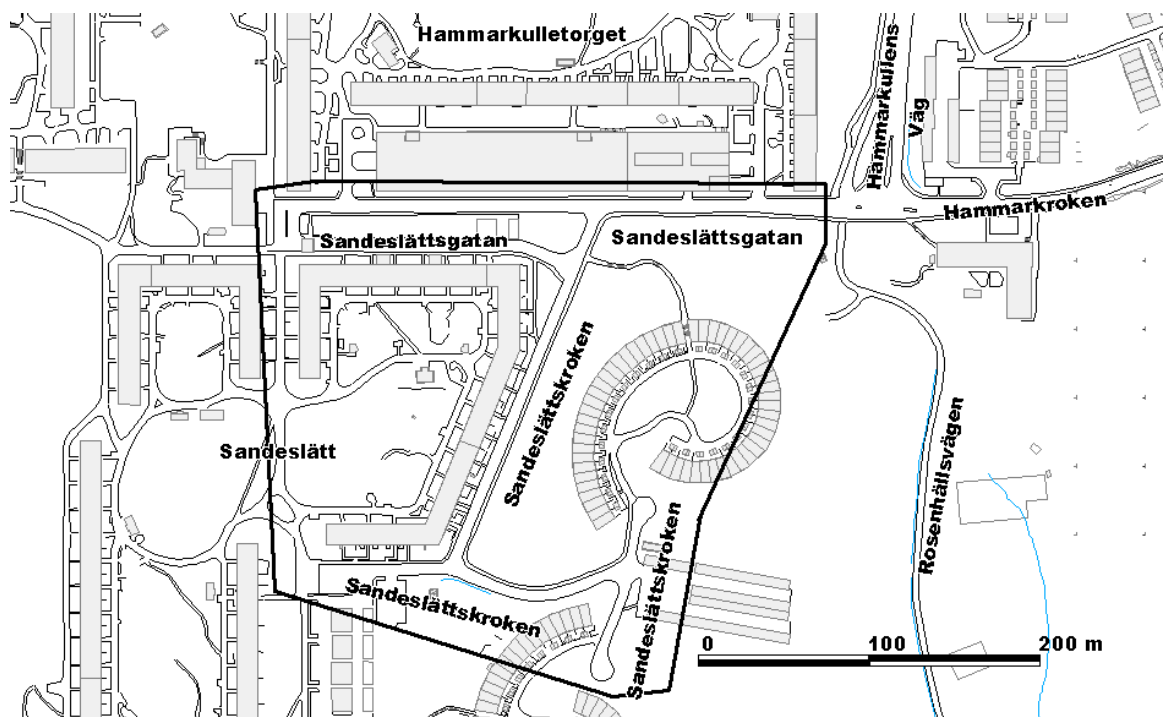 Hammarkulletorget
Hammarkullens
Väg
Hammarkroken
Sandeslättsgatan
Sandeslättsgatan
Sandeslättskroken
Sandeslätt
Rosenhällsvägen
Sandeslättskroken
Sandeslättskroken
0 100 200 m